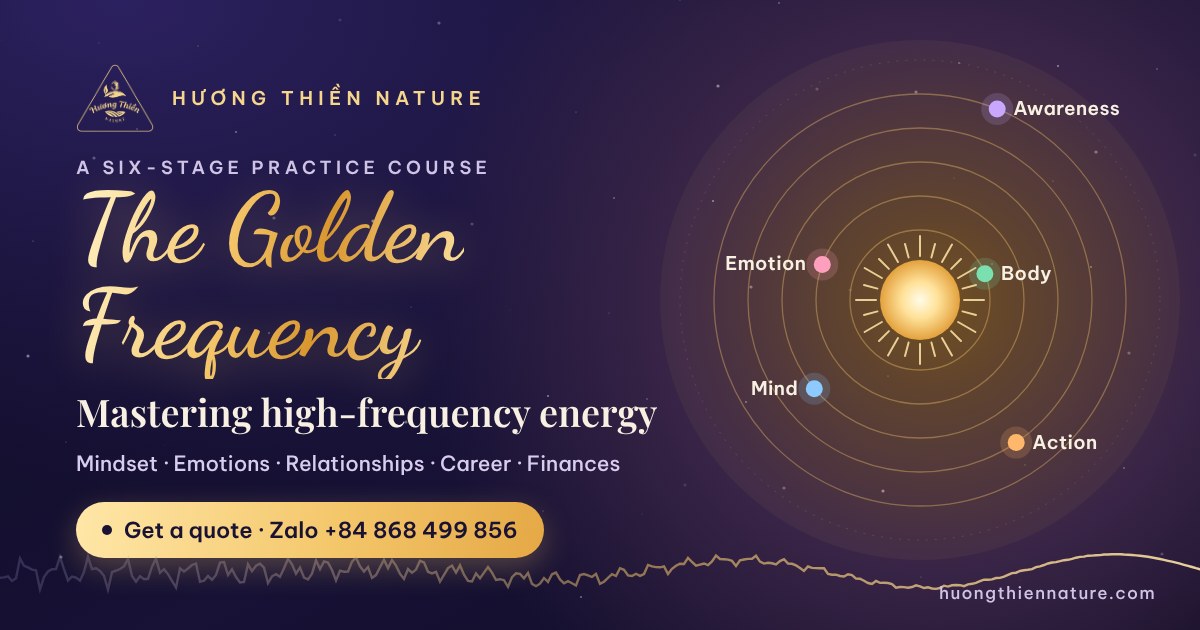 Hương Thiền
NATURE
HƯƠNG THIỀN NATURE
A SIX-STAGE PRACTICE COURSE
The Golden
Frequency
Mastering high-frequency energy
Mindset · Emotions · Relationships · Career · Finances
Get a quote · Zalo +84 868 499 856
Awareness
Emotion
Body
Mind
Action
huongthiennature.com